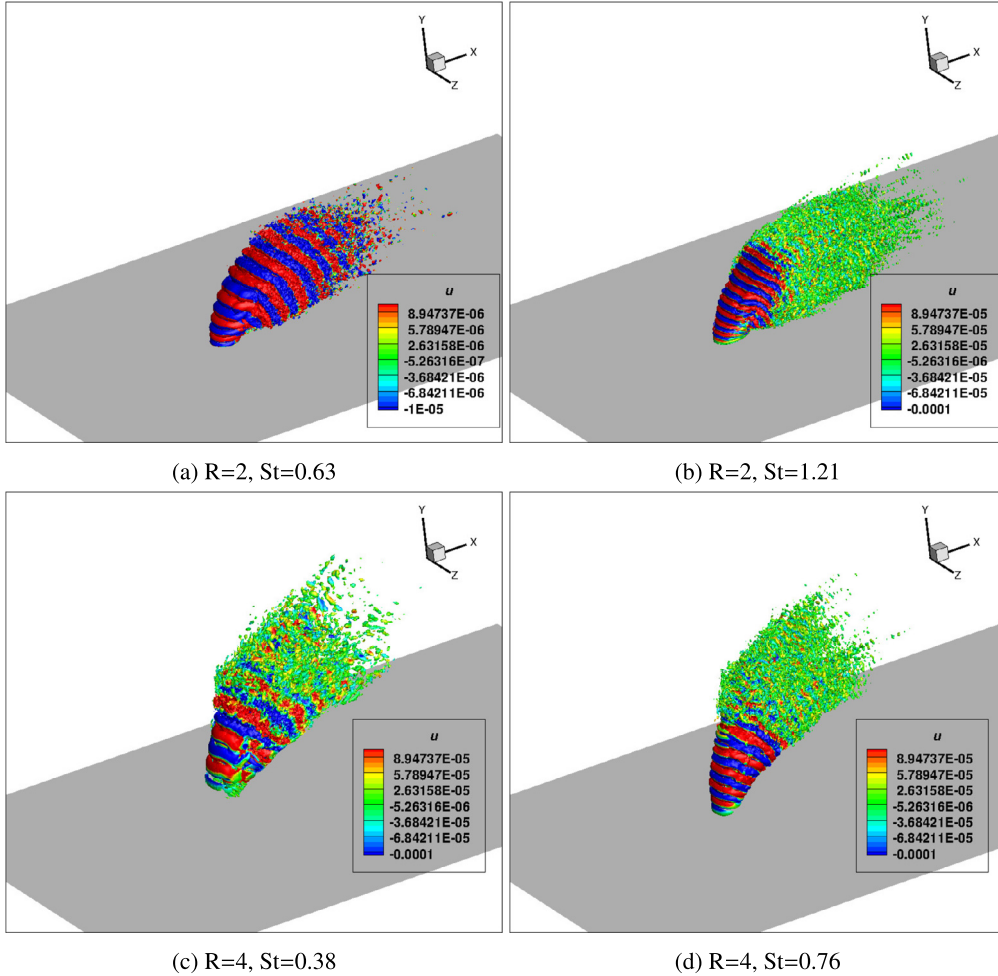 Y
X
Z
u
8.94737E-06
5.78947E-06
2.63158E-06
-5.26316E-07
-3.68421E-06
-6.84211E-06
-1E-05
(a) R=2, St=0.63
Y
X
Z
u
8.94737E-05
5.78947E-05
2.63158E-05
-5.26316E-06
-3.68421E-05
-6.84211E-05
-0.0001
(b) R=2, St=1.21
Y
X
Z
u
8.94737E-05
5.78947E-05
2.63158E-05
-5.26316E-06
-3.68421E-05
-6.84211E-05
-0.0001
(c) R=4, St=0.38
Y
X
Z
u
8.94737E-05
5.78947E-05
2.63158E-05
-5.26316E-06
-3.68421E-05
-6.84211E-05
-0.0001
(d) R=4, St=0.76